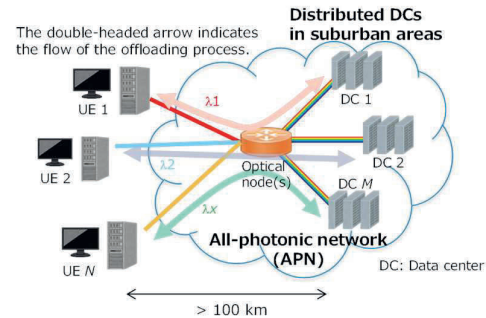 The double-headed arrow indicates
the flow of the offloading process.
Distributed DCs
in suburban areas
UE 1
λ1
DC 1
UE 2
λ2
Optical
node(s)
DC 2
UE N
λx
DC M
All-photonic network
(APN)
DC: Data center
> 100 km